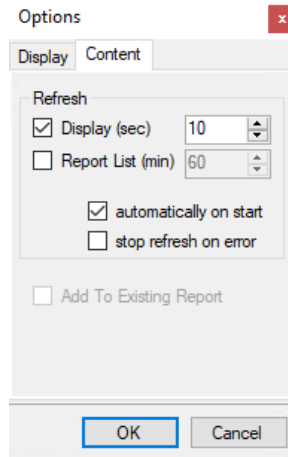 Options
x
Display Content
Refresh
Display (sec) 10
Report List (min) 60
automatically on start
stop refresh on error
Add To Existing Report
OK Cancel